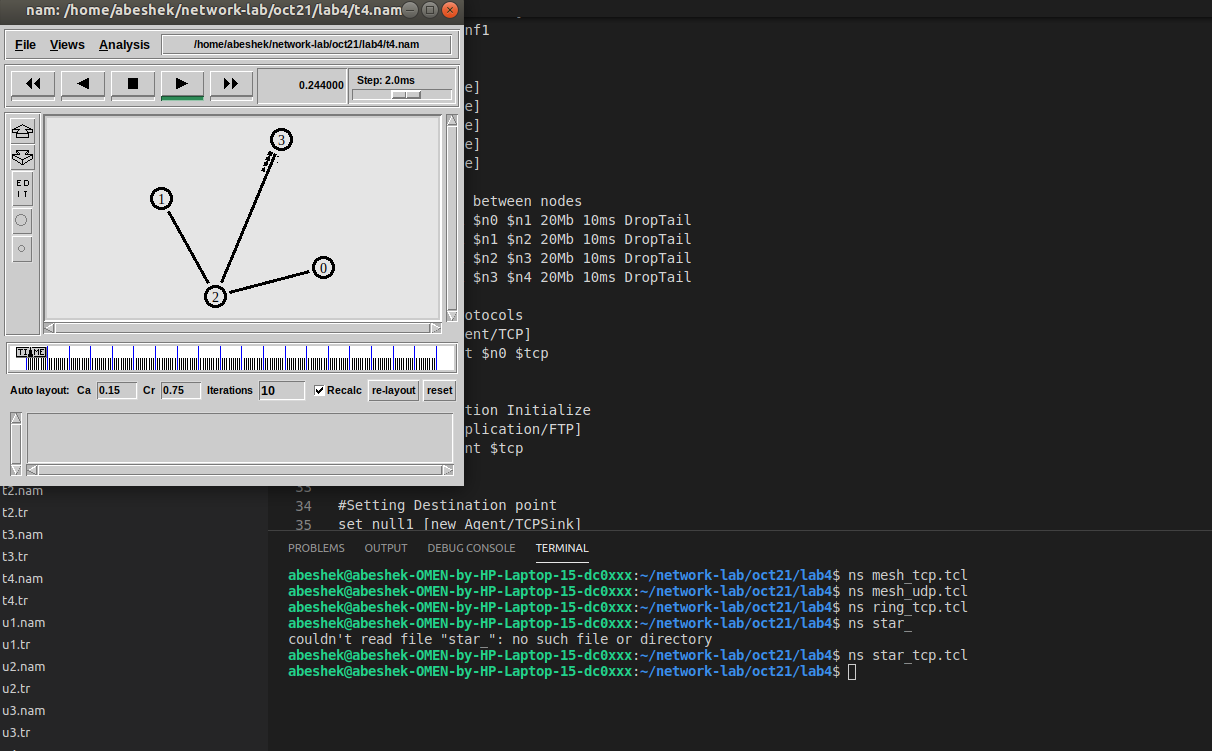 nam: /home/abeshek/network-lab/oct21/lab4/t4.nam
File Views Analysis /home/abeshek/network-lab/oct21/lab4/t4.nam
0.244000 Step: 2.0ms
ED
IT
3
1
0
2
TIME
Auto layout: Ca 0.15 Cr 0.75 Iterations 10 Recalc re-layout reset
nf1
e]
e]
e]
e]
e]
between nodes
$n0 $n1 20Mb 10ms DropTail
$n1 $n2 20Mb 10ms DropTail
$n2 $n3 20Mb 10ms DropTail
$n3 $n4 20Mb 10ms DropTail
otocols
ent/TCP]
t $n0 $tcp
tion Initialize
plication/FTP]
nt $tcp
33
34 #Setting Destination point
35 set null1 [new Agent/TCPSink]
t2.nam
t2.tr
t3.nam
t3.tr
t4.nam
t4.tr
u1.nam
u1.tr
u2.nam
u2.tr
u3.nam
u3.tr
PROBLEMS OUTPUT DEBUG CONSOLE TERMINAL
abeshek@abeshek-OMEN-by-HP-Laptop-15-dc0xxx:~/network-lab/oct21/lab4$ ns mesh_tcp.tcl
abeshek@abeshek-OMEN-by-HP-Laptop-15-dc0xxx:~/network-lab/oct21/lab4$ ns mesh_udp.tcl
abeshek@abeshek-OMEN-by-HP-Laptop-15-dc0xxx:~/network-lab/oct21/lab4$ ns ring_tcp.tcl
abeshek@abeshek-OMEN-by-HP-Laptop-15-dc0xxx:~/network-lab/oct21/lab4$ ns star_
couldn't read file "star_": no such file or directory
abeshek@abeshek-OMEN-by-HP-Laptop-15-dc0xxx:~/network-lab/oct21/lab4$ ns star_tcp.tcl
abeshek@abeshek-OMEN-by-HP-Laptop-15-dc0xxx:~/network-lab/oct21/lab4$